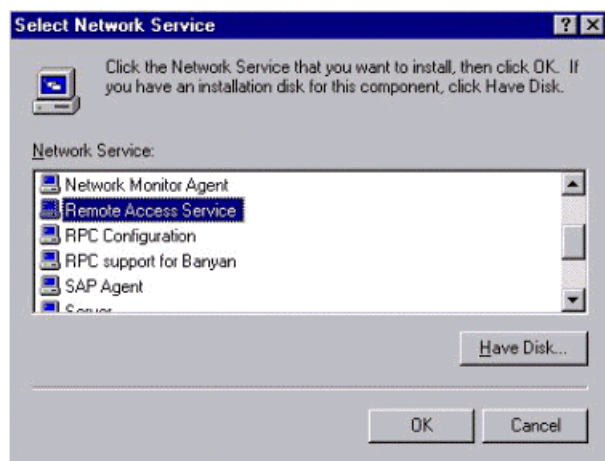 Select Network Service
Click the Network Service that you want to install, then click OK. If
you have an installation disk for this component, click Have Disk.
Network Service:
Network Monitor Agent
Remote Access Service
RPC Configuration
RPC support for Banyan
SAP Agent
Server
Have Disk...
OK Cancel